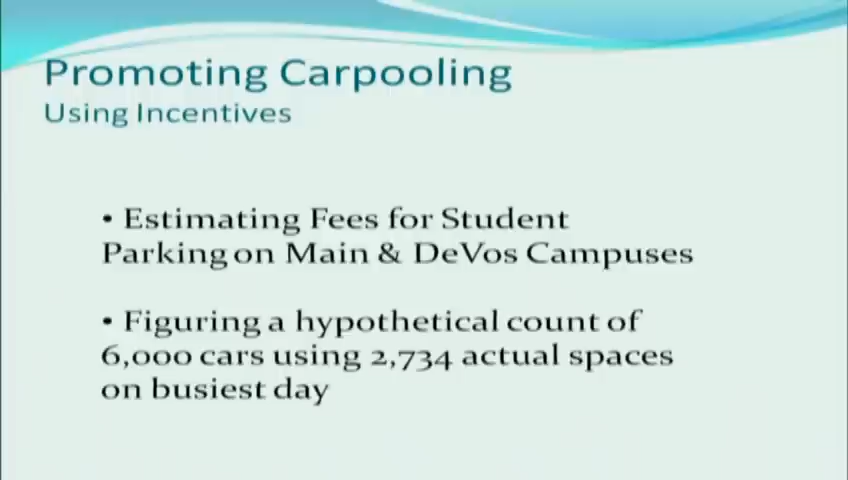 Promoting Carpooling
Using Incentives
• Estimating Fees for Student
Parking on Main & DeVos Campuses
• Figuring a hypothetical count of
6,000 cars using 2,734 actual spaces
on busiest day